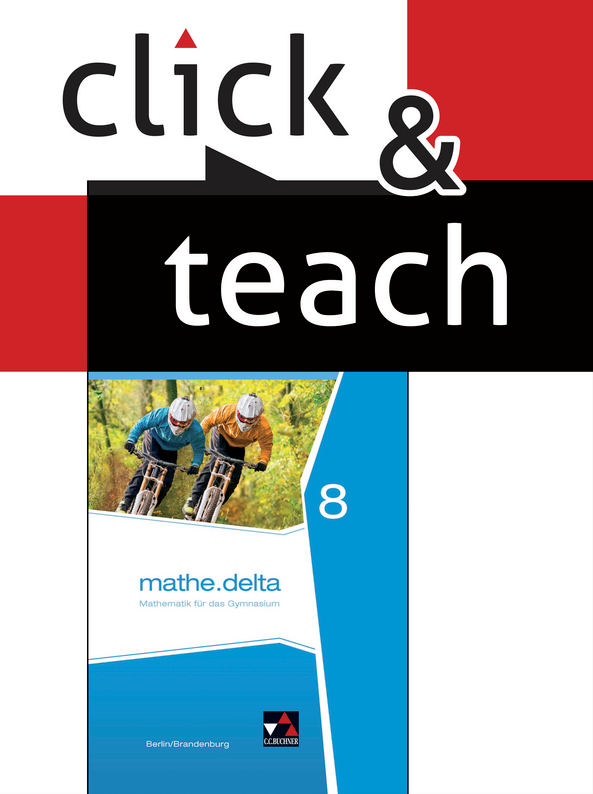 click
&
teach
8
mathe.delta
Mathematik für das Gymnasium
Berlin/Brandenburg
C.C.BUCHNER